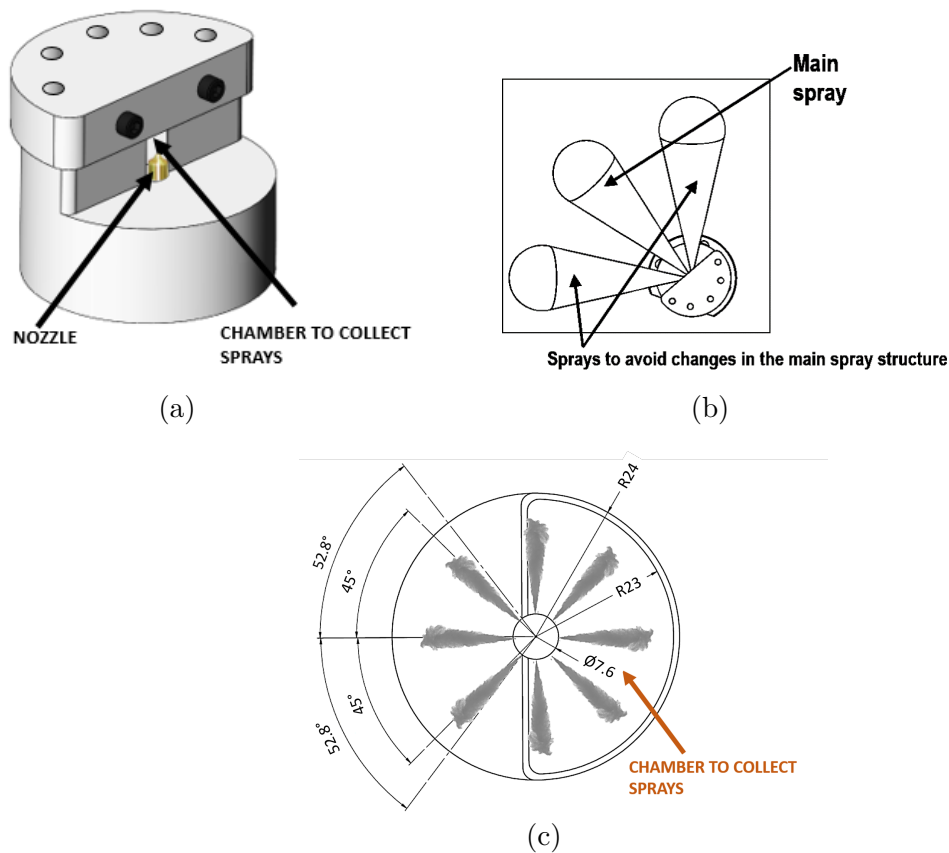 NOZZLE
CHAMBER TO COLLECT
SPRAYS
(a)
Main
spray
Sprays to avoid changes in the main spray structure
(b)
52.8°
45°
45°
52.8°
R24
R23
Ø7.6
CHAMBER TO COLLECT
SPRAYS
(c)